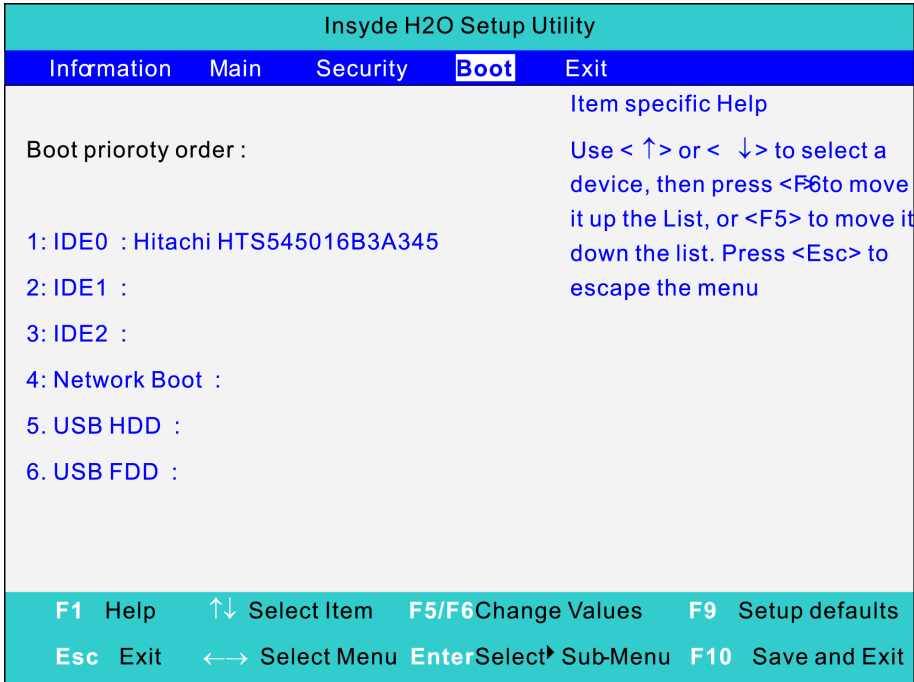 Insyde H2O Setup Utility
Information Main Security Boot Exit
Item specific Help
Boot prioroty order :
Use < ↑> or < ↓> to select a
device, then press <F6>to move
it up the List, or <F5> to move it
down the list. Press <Esc> to
escape the menu
1: IDE0 : Hitachi HTS545016B3A345
2: IDE1 :
3: IDE2 :
4: Network Boot :
5. USB HDD :
6. USB FDD :
F1 Help ↑↓ Select Item F5/F6Change Values F9 Setup defaults
Esc Exit ←→ Select Menu EnterSelect▸ Sub-Menu F10 Save and Exit